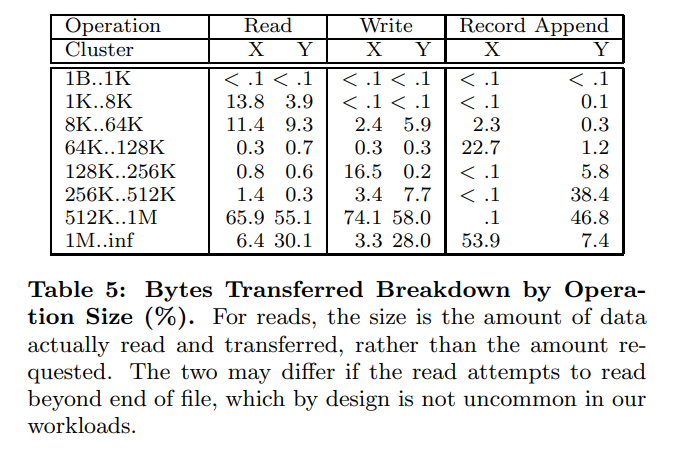 Operation Read Write Record Append
Cluster X Y X Y X Y
1B..1K < .1 < .1 < .1 < .1 < .1 < .1
1K..8K 13.8 3.9 < .1 < .1 < .1 0.1
8K..64K 11.4 9.3 2.4 5.9 2.3 0.3
64K..128K 0.3 0.7 0.3 0.3 22.7 1.2
128K..256K 0.8 0.6 16.5 0.2 < .1 5.8
256K..512K 1.4 0.3 3.4 7.7 < .1 38.4
512K..1M 65.9 55.1 74.1 58.0 .1 46.8
1M..inf 6.4 30.1 3.3 28.0 53.9 7.4
Table 5: Bytes Transferred Breakdown by Opera-
tion Size (%). For reads, the size is the amount of data
actually read and transferred, rather than the amount re-
quested. The two may differ if the read attempts to read
beyond end of file, which by design is not uncommon in our
workloads.